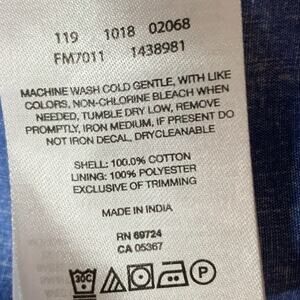 119 1018 02068
FM7011 1438981
MACHINE WASH COLD GENTLE, WITH LIKE
COLORS, NON-CHLORINE BLEACH WHEN
NEEDED, TUMBLE DRY LOW, REMOVE
PROMPTLY, IRON MEDIUM, IF PRESENT DO
NOT IRON DECAL, DRYCLEANABLE
SHELL: 100.0% COTTON
LINING: 100% POLYESTER
EXCLUSIVE OF TRIMMING
MADE IN INDIA
RN 69724
CA 05367
30C P